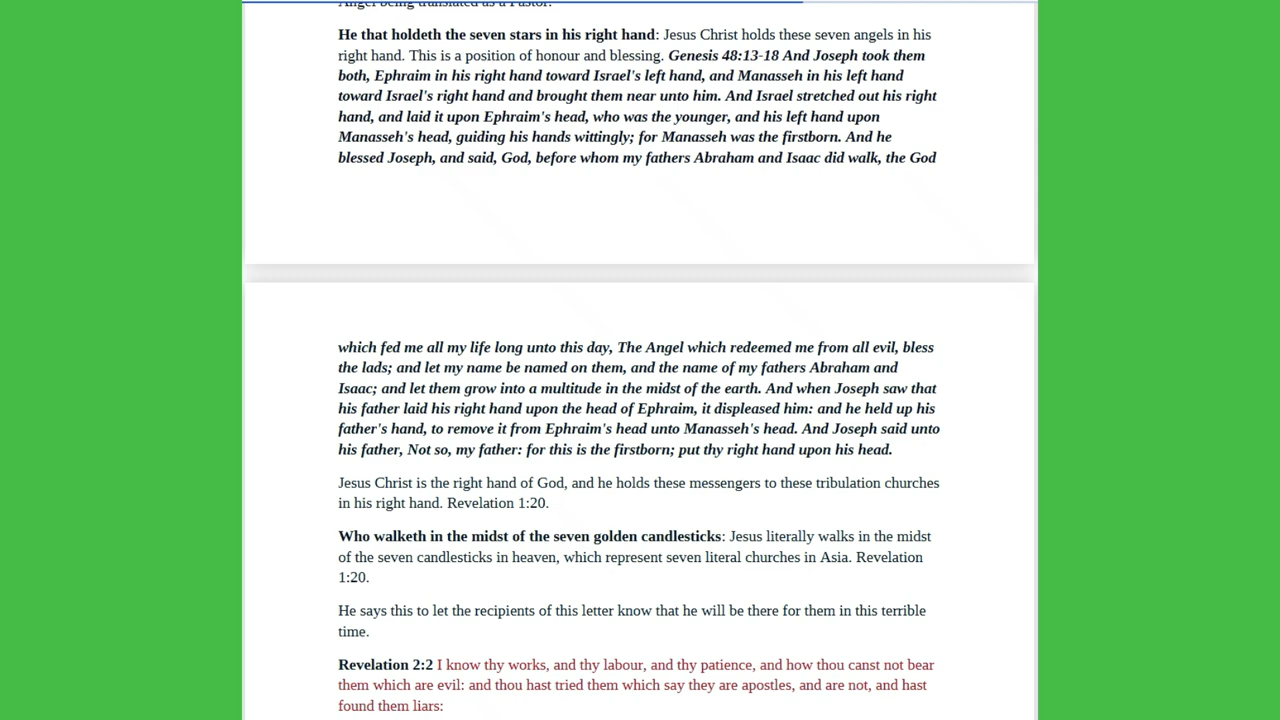 Angel being translated as a Pastor.
He that holdeth the seven stars in his right hand: Jesus Christ holds these seven angels in his
right hand. This is a position of honour and blessing. Genesis 48:13-18 And Joseph took them
both, Ephraim in his right hand toward Israel's left hand, and Manasseh in his left hand
toward Israel's right hand and brought them near unto him. And Israel stretched out his right
hand, and laid it upon Ephraim's head, who was the younger, and his left hand upon
Manasseh's head, guiding his hands wittingly; for Manasseh was the firstborn. And he
blessed Joseph, and said, God, before whom my fathers Abraham and Isaac did walk, the God
which fed me all my life long unto this day, The Angel which redeemed me from all evil, bless
the lads; and let my name be named on them, and the name of my fathers Abraham and
Isaac; and let them grow into a multitude in the midst of the earth. And when Joseph saw that
his father laid his right hand upon the head of Ephraim, it displeased him: and he held up his
father's hand, to remove it from Ephraim's head unto Manasseh's head. And Joseph said unto
his father, Not so, my father: for this is the firstborn; put thy right hand upon his head.
Jesus Christ is the right hand of God, and he holds these messengers to these tribulation churches
in his right hand. Revelation 1:20.
Who walketh in the midst of the seven golden candlesticks: Jesus literally walks in the midst
of the seven candlesticks in heaven, which represent seven literal churches in Asia. Revelation
1:20.
He says this to let the recipients of this letter know that he will be there for them in this terrible
time.
Revelation 2:2 I know thy works, and thy labour, and thy patience, and how thou canst not bear
them which are evil: and thou hast tried them which say they are apostles, and are not, and hast
found them liars: